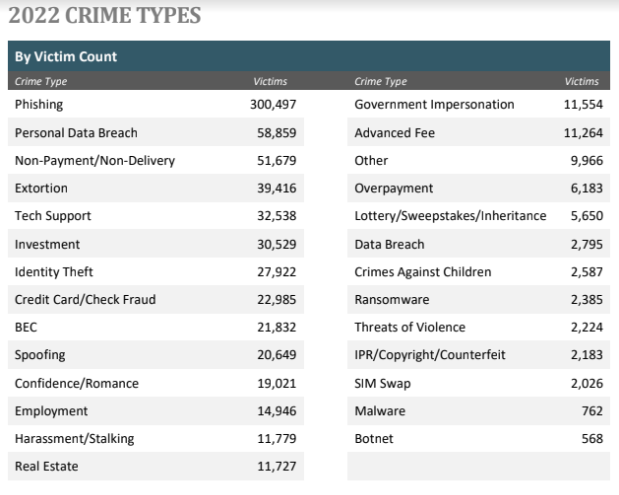 2022 CRIME TYPES
By Victim Count
Crime Type Victims Crime Type Victims
Phishing 300,497 Government Impersonation 11,554
Personal Data Breach 58,859 Advanced Fee 11,264
Non-Payment/Non-Delivery 51,679 Other 9,966
Extortion 39,416 Overpayment 6,183
Tech Support 32,538 Lottery/Sweepstakes/Inheritance 5,650
Investment 30,529 Data Breach 2,795
Identity Theft 27,922 Crimes Against Children 2,587
Credit Card/Check Fraud 22,985 Ransomware 2,385
BEC 21,832 Threats of Violence 2,224
Spoofing 20,649 IPR/Copyright/Counterfeit 2,183
Confidence/Romance 19,021 SIM Swap 2,026
Employment 14,946 Malware 762
Harassment/Stalking 11,779 Botnet 568
Real Estate 11,727